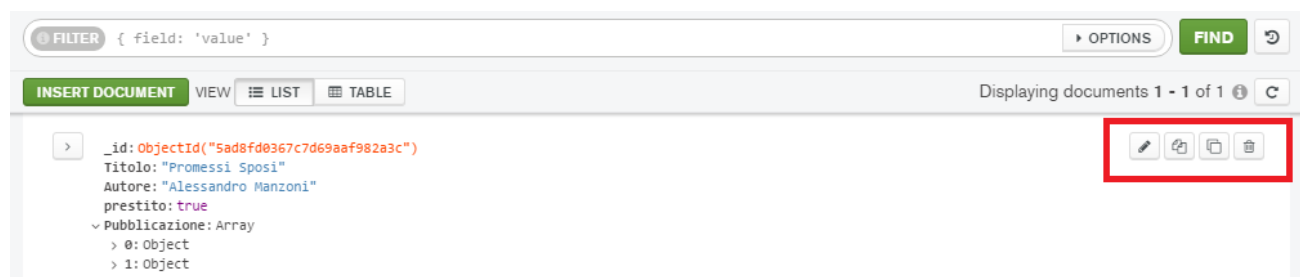 FILTER { field: 'value' } OPTIONS FIND
INSERT DOCUMENT VIEW LIST TABLE Displaying documents 1 - 1 of 1
_id: ObjectId("5ad8fd0367c7d69aaf982a3c")
Titolo: "Promessi Sposi"
Autore: "Alessandro Manzoni"
prestito: true
Pubblicazione: Array
> 0: Object
> 1: Object